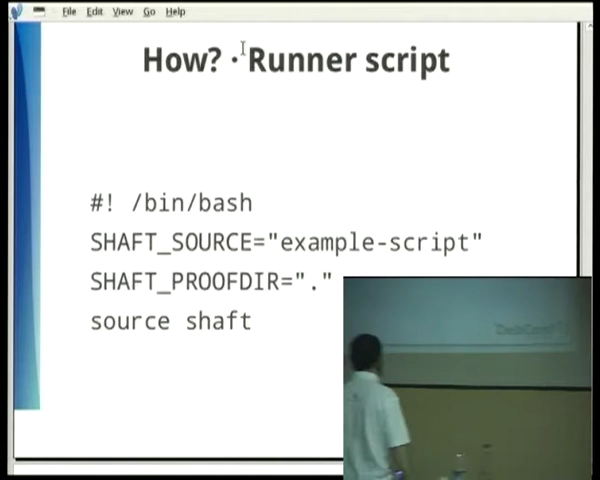 File Edit View Go Help
How? · Runner script
#! /bin/bash
SHAFT_SOURCE="example-script"
SHAFT_PROOFDIR="."
source shaft